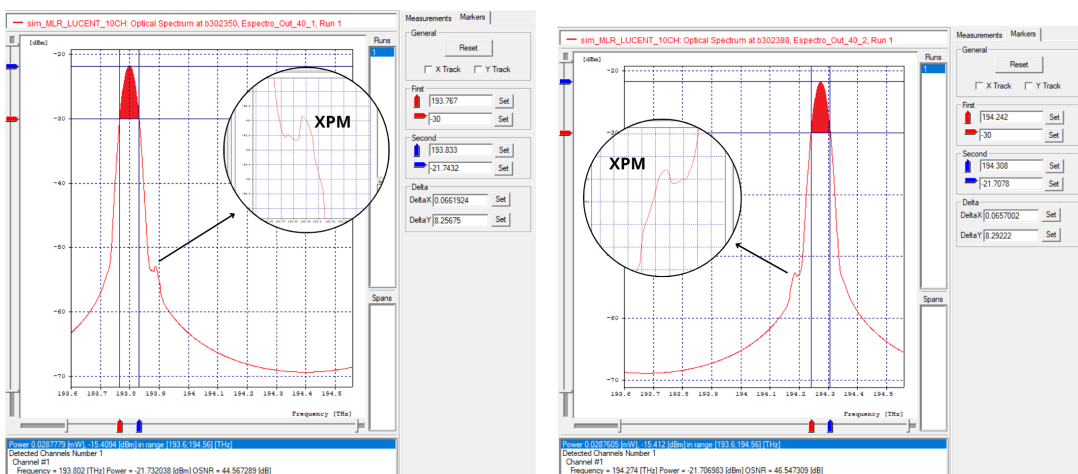 sim_MLR_LUCENT_10CH: Optical Spectrum at b302350, Espectro_Out_40_1, Run 1
[dBm]
-20
-30
-40
-50
-60
-70
193.6 193.7 193.8 193.9 194 194.1 194.2 194.3 194.4 194.5
Frequency [THz]
XPM
Runs
1
Spans
Measurements Markers
General
Reset
X Track Y Track
First
193.767 Set
-30 Set
Second
193.833 Set
-21.7432 Set
Delta
DeltaX 0.0661924 Set
DeltaY 8.25675 Set
Power 0.0287779 [mW], -15.4094 [dBm] in range [193.6;194.56] [THz]
Detected Channels Number 1
Channel #1
Frequency = 193.802 [THz] Power = -21.732038 [dBm] OSNR = 44.567289 [dB]
sim_MLR_LUCENT_10CH: Optical Spectrum at b302388, Espectro_Out_40_2, Run 1
[dBm]
-20
-30
-60
-70
193.6 193.7 193.8 193.9 194 194.1 194.2 194.3 194.4 194.5
Frequency [THz]
XPM
Runs
1
Spans
Measurements Markers
General
Reset
X Track Y Track
First
194.242 Set
-30 Set
Second
194.308 Set
-21.7078 Set
Delta
DeltaX 0.0657002 Set
DeltaY 8.29222 Set
Power 0.0287605 [mW], -15.412 [dBm] in range [193.6;194.56] [THz]
Detected Channels Number 1
Channel #1
Frequency = 194.274 [THz] Power = -21.706983 [dBm] OSNR = 46.547309 [dB]